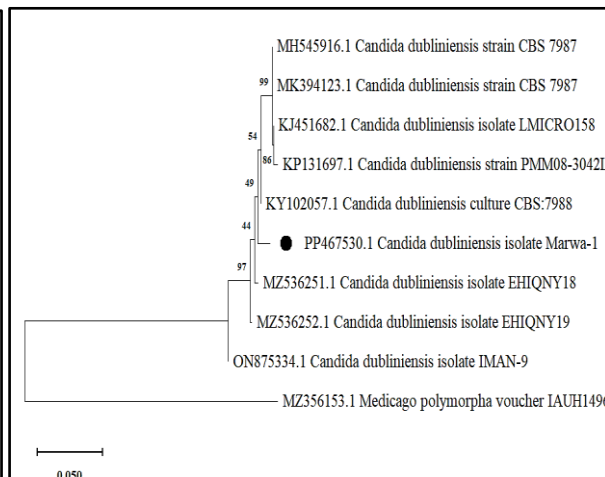 MH545916.1 Candida dubliniensis strain CBS 7987
99
MK394123.1 Candida dubliniensis strain CBS 7987
KJ451682.1 Candida dubliniensis isolate LMICRO158
54
86
KP131697.1 Candida dubliniensis strain PMM08-3042L
49
KY102057.1 Candida dubliniensis culture CBS:7988
44
PP467530.1 Candida dubliniensis isolate Marwa-1
97
MZ536251.1 Candida dubliniensis isolate EHIQNY18
MZ536252.1 Candida dubliniensis isolate EHIQNY19
ON875334.1 Candida dubliniensis isolate IMAN-9
MZ356153.1 Medicago polymorpha voucher IAUH1496
0.050